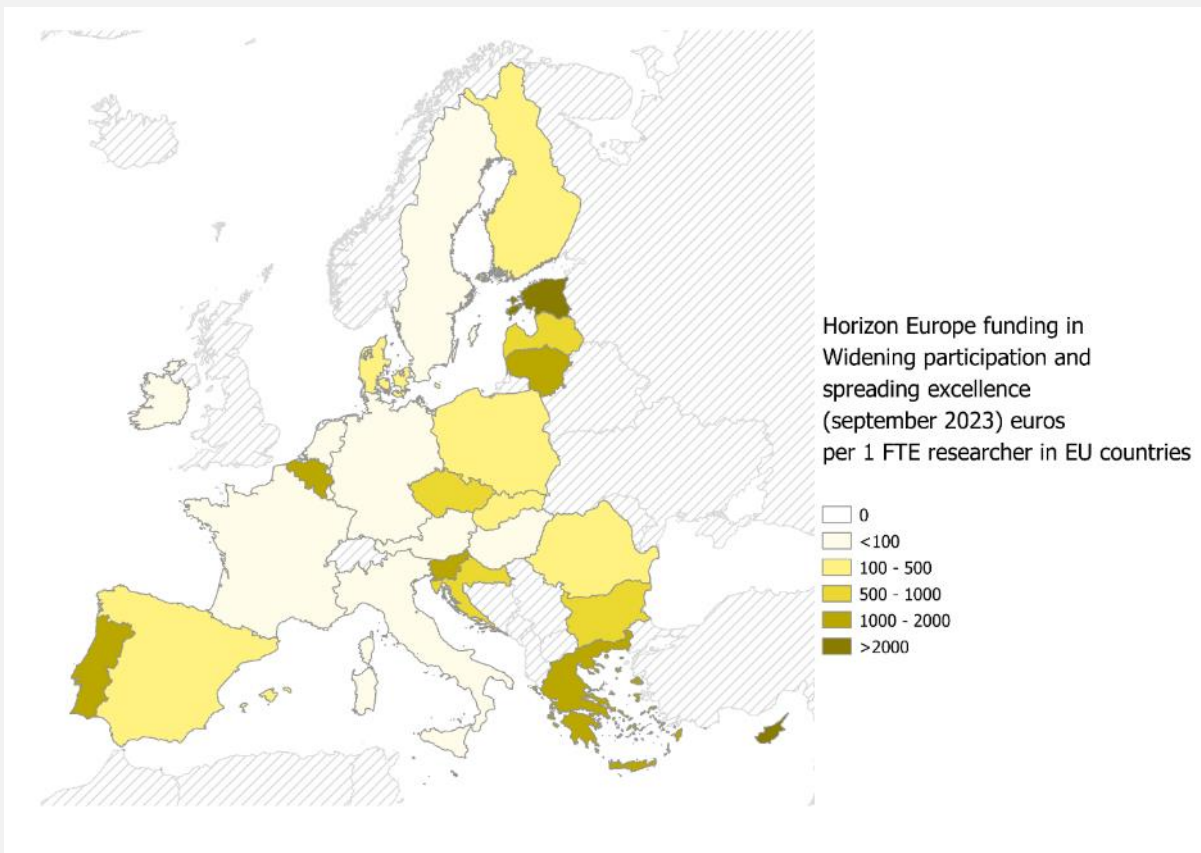 Horizon Europe funding in
Widening participation and
spreading excellence
(september 2023) euros
per 1 FTE researcher in EU countries
0
<100
100 - 500
500 - 1000
1000 - 2000
>2000